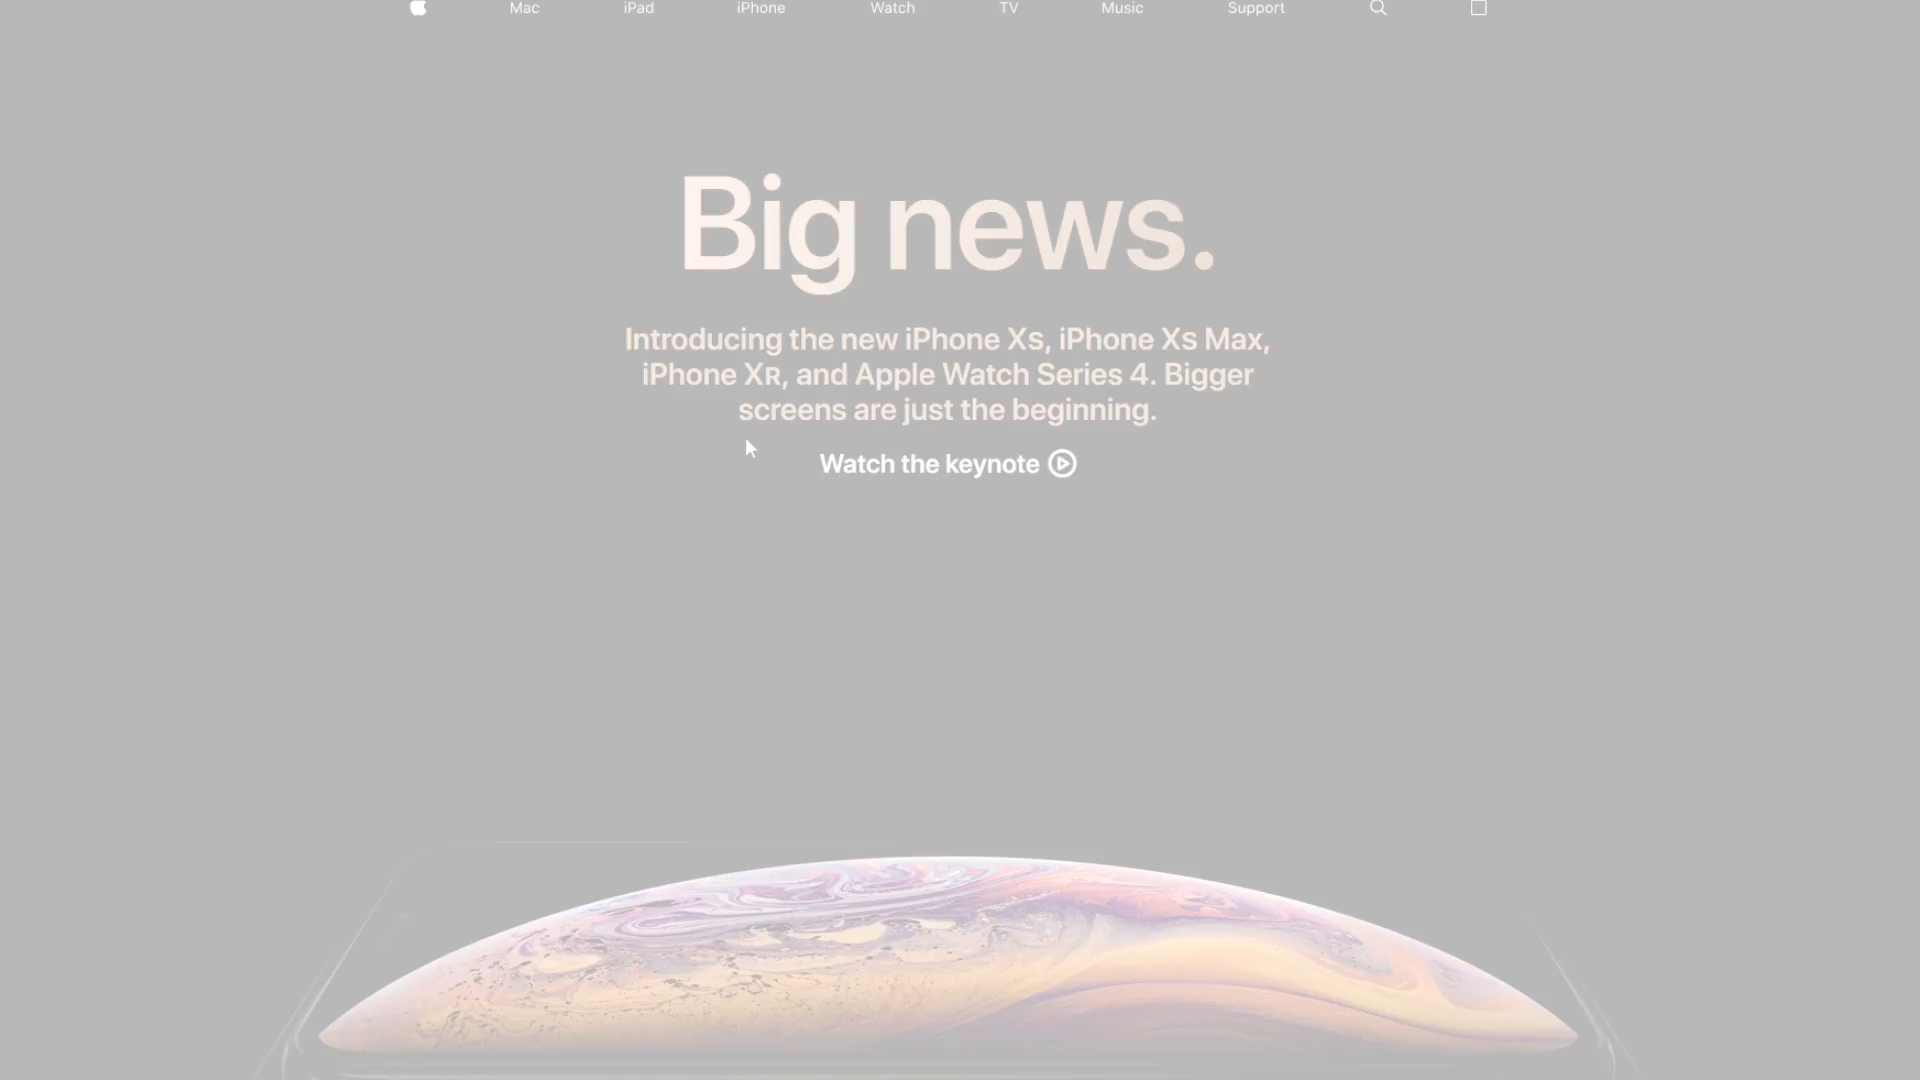 Mac iPad iPhone Watch TV Music Support
Big news.
Introducing the new iPhone Xs, iPhone Xs Max,
iPhone XR, and Apple Watch Series 4. Bigger
screens are just the beginning.
Watch the keynote